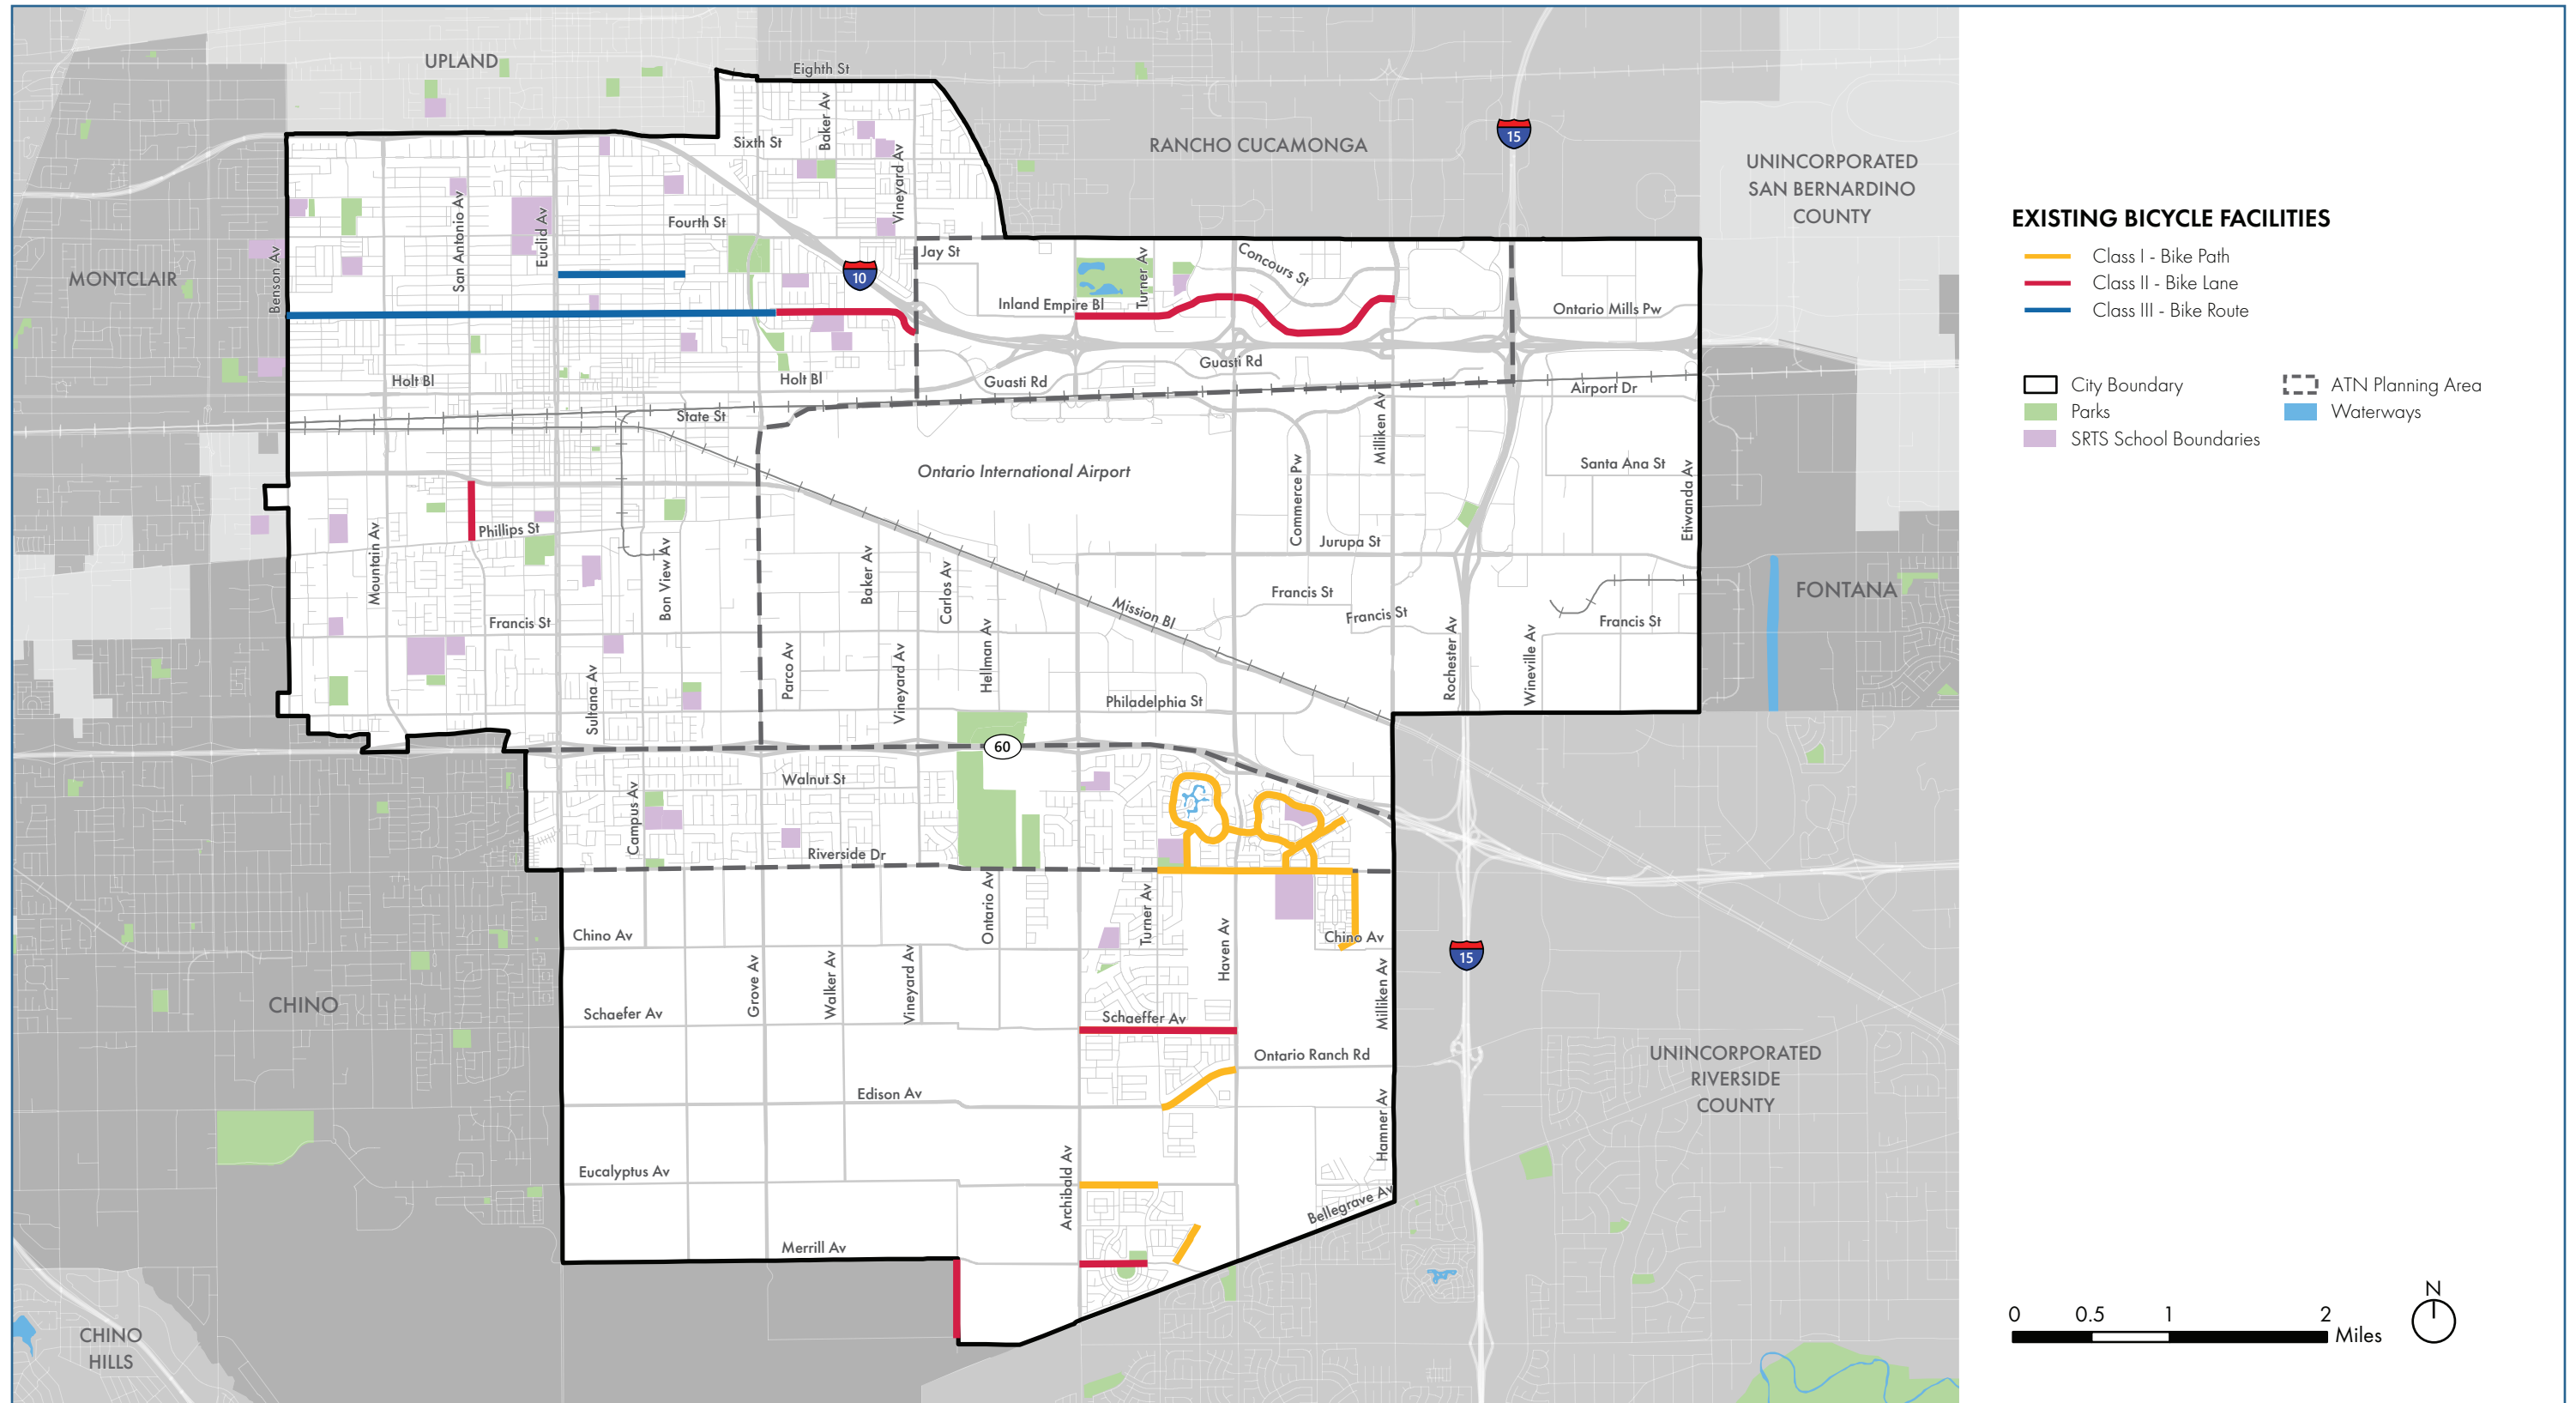 UPLAND
Eighth St
Baker Av
Sixth St
Vineyard Av
RANCHO CUCAMONGA
15
UNINCORPORATED
SAN BERNARDINO
COUNTY
San Antonio Av
Euclid Av
Fourth St
Benson Av
MONTCLAIR
10
Jay St
Turner Av
Concours St
Inland Empire Bl
Ontario Mills Pw
Holt Bl
Holt Bl
Guasti Rd
Guasti Rd
Airport Dr
State St
Milliken Av
Ontario International Airport
Commerce Pw
Santa Ana St
Etiwanda Av
Phillips St
Mountain Av
Bon View Av
Baker Av
Carlos Av
Jurupa St
FONTANA
Mission Bl
Francis St
Francis St
Francis St
Francis St
Sultana Av
Parco Av
Vineyard Av
Hellman Av
Rochester Av
Wineville Av
Philadelphia St
60
Walnut St
Campus Av
Riverside Dr
Ontario Av
Turner Av
Haven Av
Chino Av
Chino Av
15
Grove Av
Walker Av
Vineyard Av
Milliken Av
CHINO
Schaefer Av
Schaeffer Av
Ontario Ranch Rd
UNINCORPORATED
RIVERSIDE
COUNTY
Edison Av
Hamner Av
Archibald Av
Eucalyptus Av
Bellegrave Av
Merrill Av
CHINO
HILLS
EXISTING BICYCLE FACILITIES
Class I - Bike Path
Class II - Bike Lane
Class III - Bike Route
City Boundary
ATN Planning Area
Parks
Waterways
SRTS School Boundaries
N
0 0.5 1 2
Miles